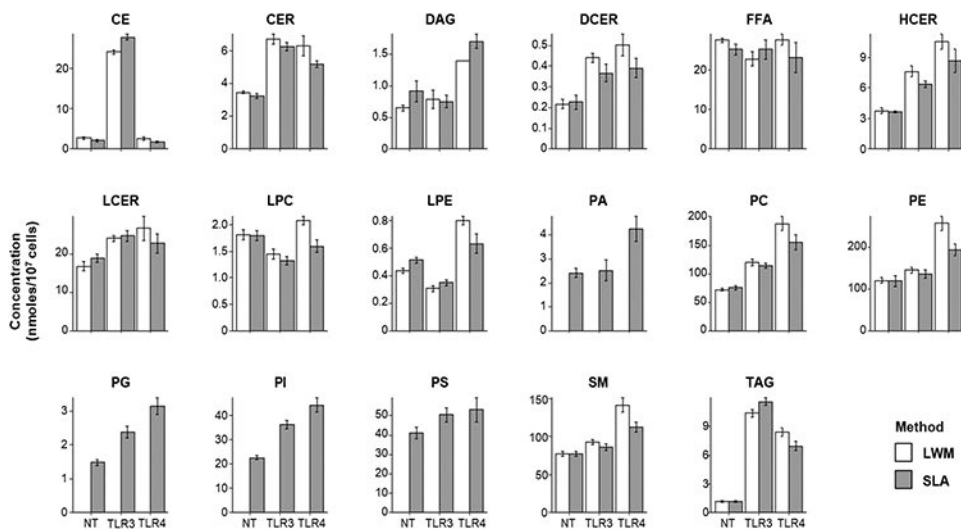 CE CER DAG DCER FFA HCER
20 6 1.5 0.5 20 9
10 4 1.0 0.4 10 6
0 2 0.5 0.3 0 3
0 0.0 0.2 0
0.1
0
LCER LPC LPE PA PC PE
20 2.0 0.8 4 200 200
10 1.5 0.6 3 150 100
0 1.0 0.4 2 100 0
0.5 0.2 1 50
0 0 0 0
Concentration
(nmoles/10⁷ cells)
PG PI PS SM TAG
3 40 50 150 9
2 30 40 100 6
1 20 30 50 3
0 10 20 0 0
0 10
0
Method
LWM
SLA
NT TLR3 TLR4 NT TLR3 TLR4 NT TLR3 TLR4 NT TLR3 TLR4 NT TLR3 TLR4